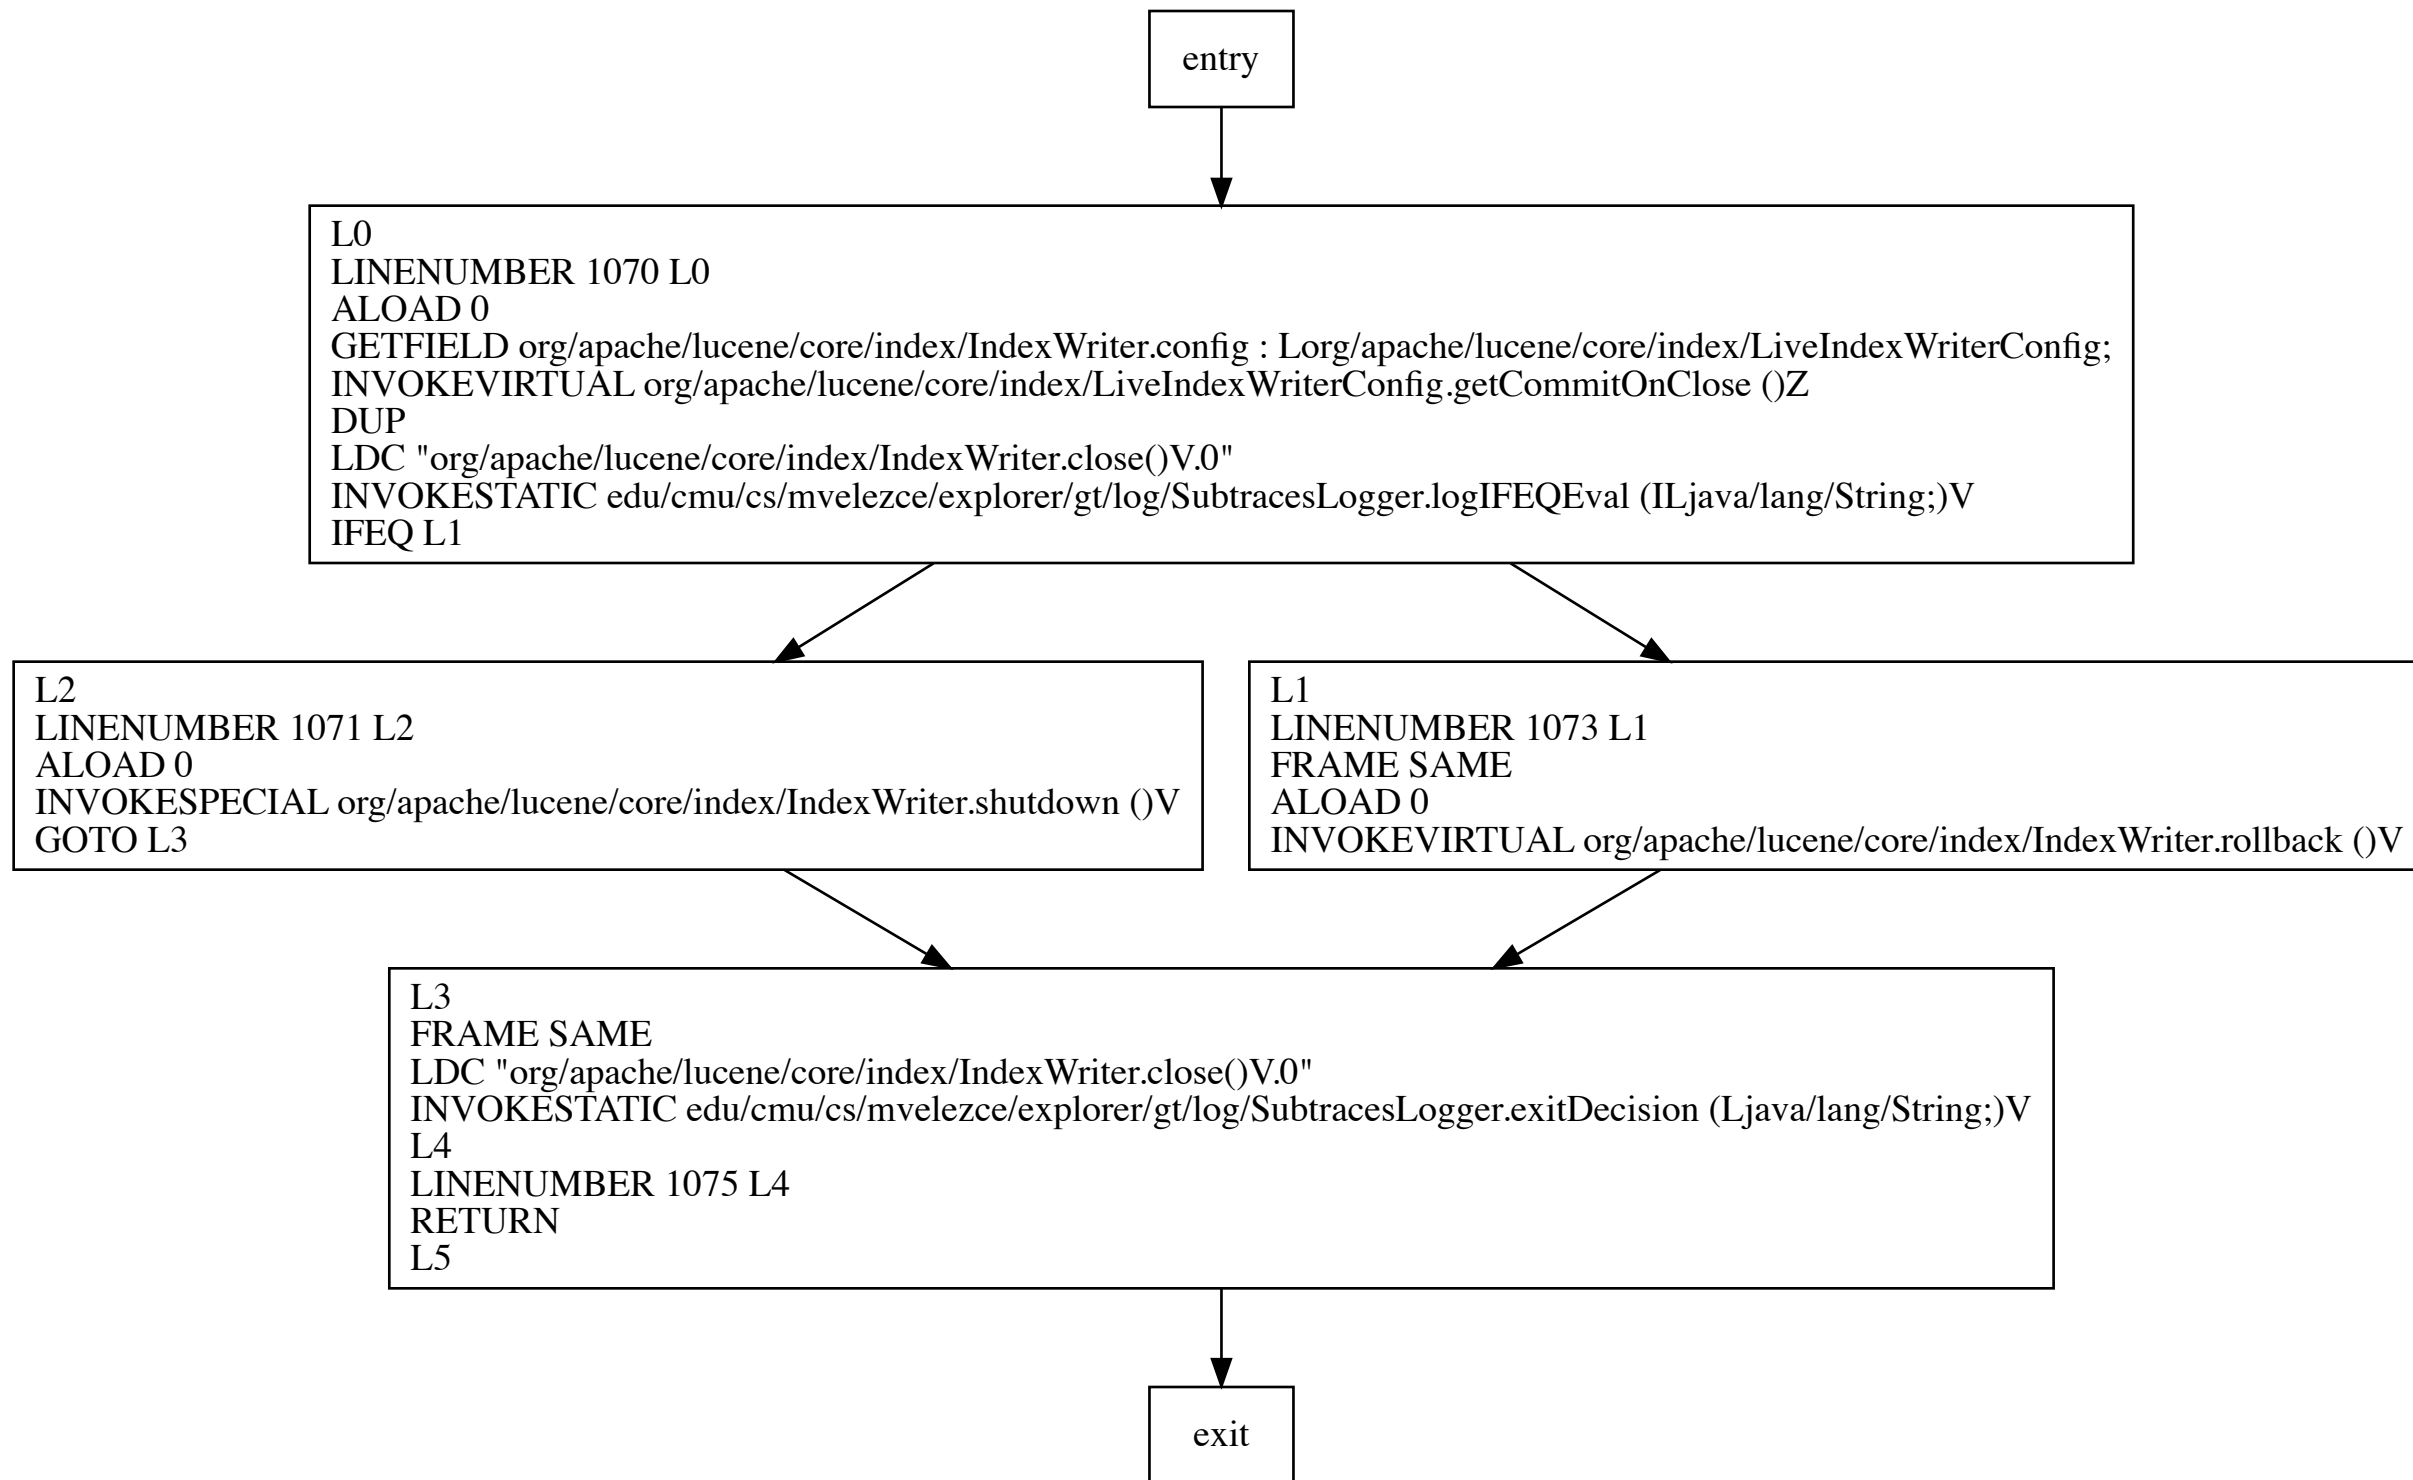 entry
L0
LINENUMBER 1070 L0
ALOAD 0
GETFIELD org/apache/lucene/core/index/IndexWriter.config : Lorg/apache/lucene/core/index/LiveIndexWriterConfig;
INVOKEVIRTUAL org/apache/lucene/core/index/LiveIndexWriterConfig.getCommitOnClose ()Z
DUP
LDC "org/apache/lucene/core/index/IndexWriter.close()V.0"
INVOKESTATIC edu/cmu/cs/mvelezce/explorer/gt/log/SubtracesLogger.logIFEQEval (ILjava/lang/String;)V
IFEQ L1
L2
LINENUMBER 1071 L2
ALOAD 0
INVOKESPECIAL org/apache/lucene/core/index/IndexWriter.shutdown ()V
GOTO L3
L1
LINENUMBER 1073 L1
FRAME SAME
ALOAD 0
INVOKEVIRTUAL org/apache/lucene/core/index/IndexWriter.rollback ()V
L3
FRAME SAME
LDC "org/apache/lucene/core/index/IndexWriter.close()V.0"
INVOKESTATIC edu/cmu/cs/mvelezce/explorer/gt/log/SubtracesLogger.exitDecision (Ljava/lang/String;)V
L4
LINENUMBER 1075 L4
RETURN
L5
exit